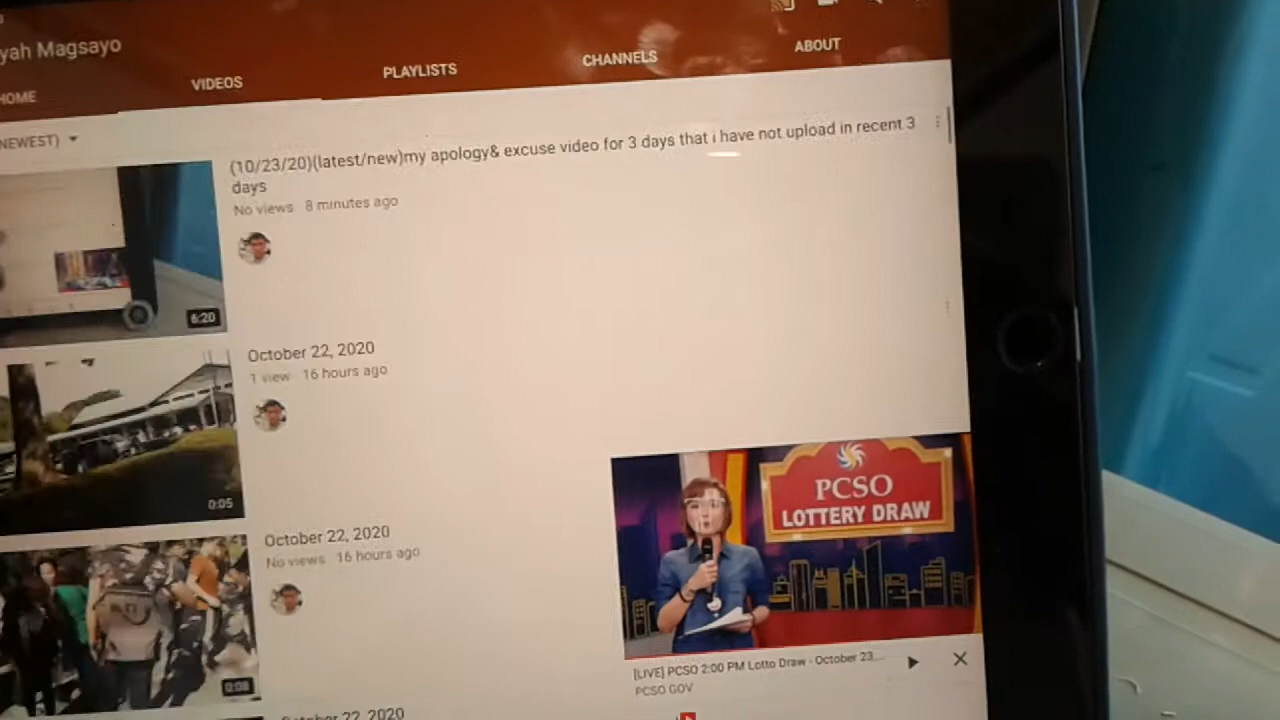 yah Magsayo
HOME
VIDEOS
PLAYLISTS
CHANNELS
ABOUT
NEWEST)
(10/23/20)(latest/new)my apology& excuse video for 3 days that i have not upload in recent 3
days
No views 8 minutes ago
6:20
October 22, 2020
1 view 16 hours ago
0:05
October 22, 2020
No views 16 hours ago
0:08
PCSO
LOTTERY DRAW
[LIVE] PCSO 2:00 PM Lotto Draw - October 23,...
PCSO GOV
October 22, 2020